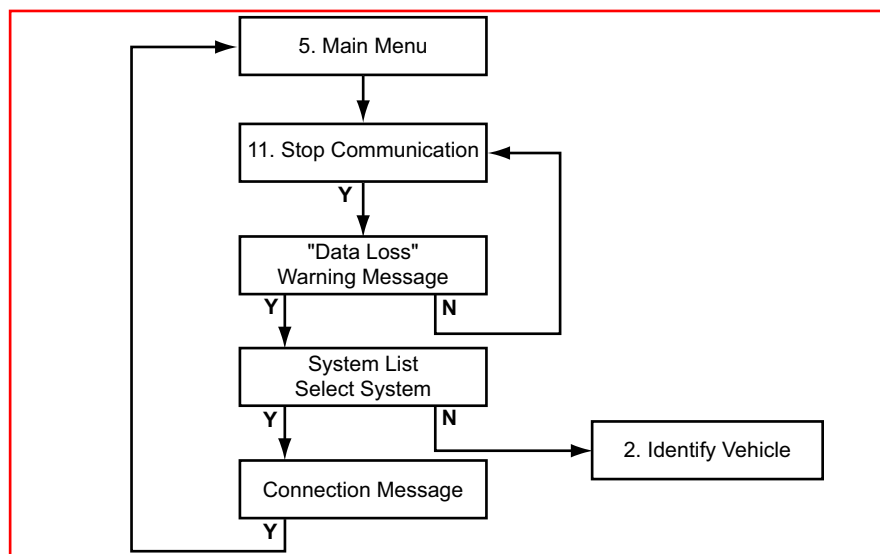 5. Main Menu
11. Stop Communication
Y
"Data Loss"
Warning Message
Y
N
System List
Select System
Y
N
2. Identify Vehicle
Connection Message
Y